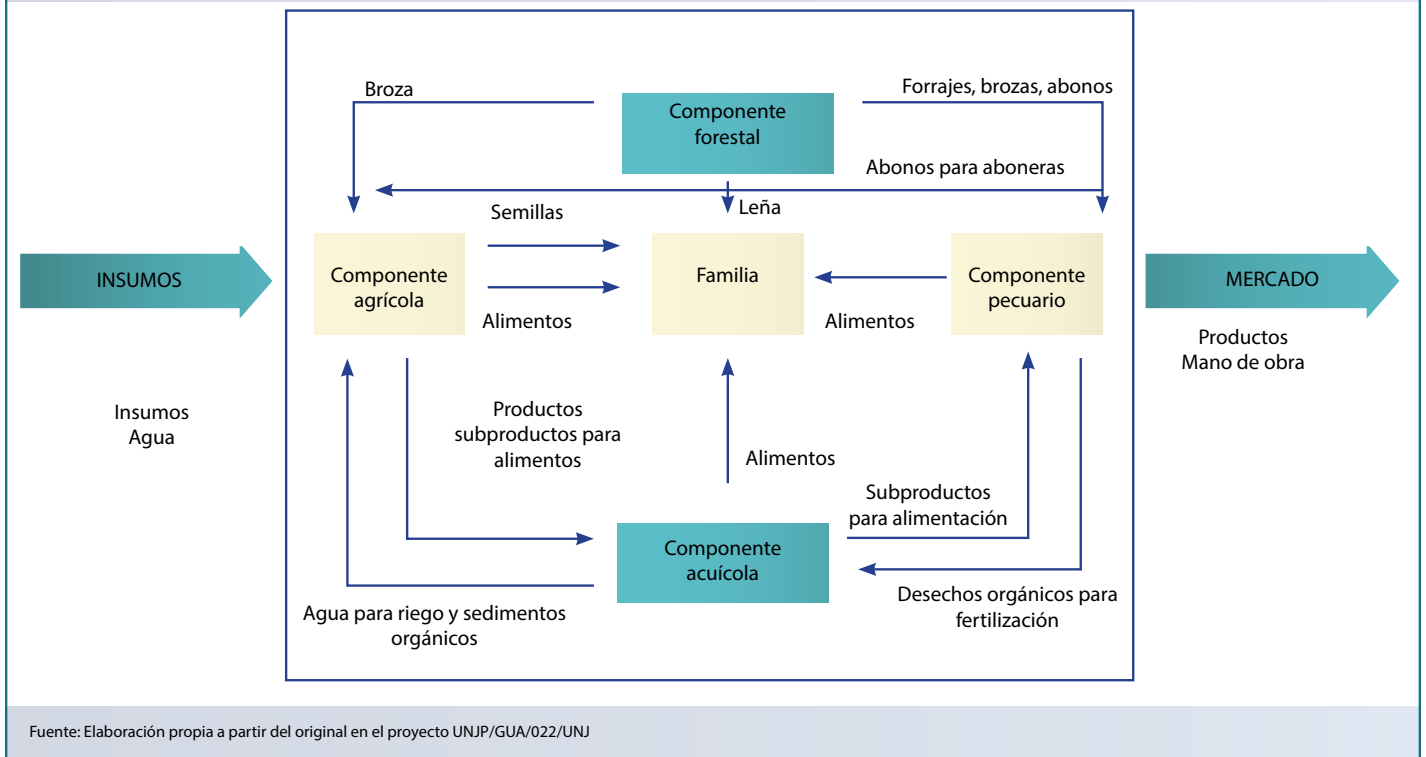 Broza
Forrajes, brozas, abonos
Componente
forestal
Abonos para aboneras
Semillas
Leña
INSUMOS
Componente
agrícola
Familia
Componente
pecuario
MERCADO
Alimentos
Alimentos
Productos
Mano de obra
Insumos
Agua
Productos
subproductos para
alimentos
Alimentos
Subproductos
para alimentación
Componente
acuícola
Agua para riego y sedimentos
orgánicos
Desechos orgánicos para
fertilización
Fuente: Elaboración propia a partir del original en el proyecto UNJP/GUA/022/UNJ